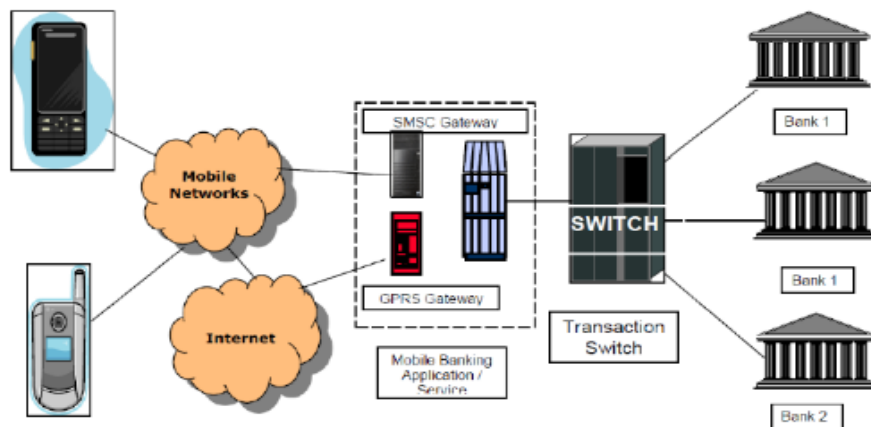 SMSC Gateway
Bank 1
Mobile
Networks
SWITCH
Bank 1
GPRS Gateway
Internet
Transaction
Switch
Mobile Banking
Application /
Service
Bank 2